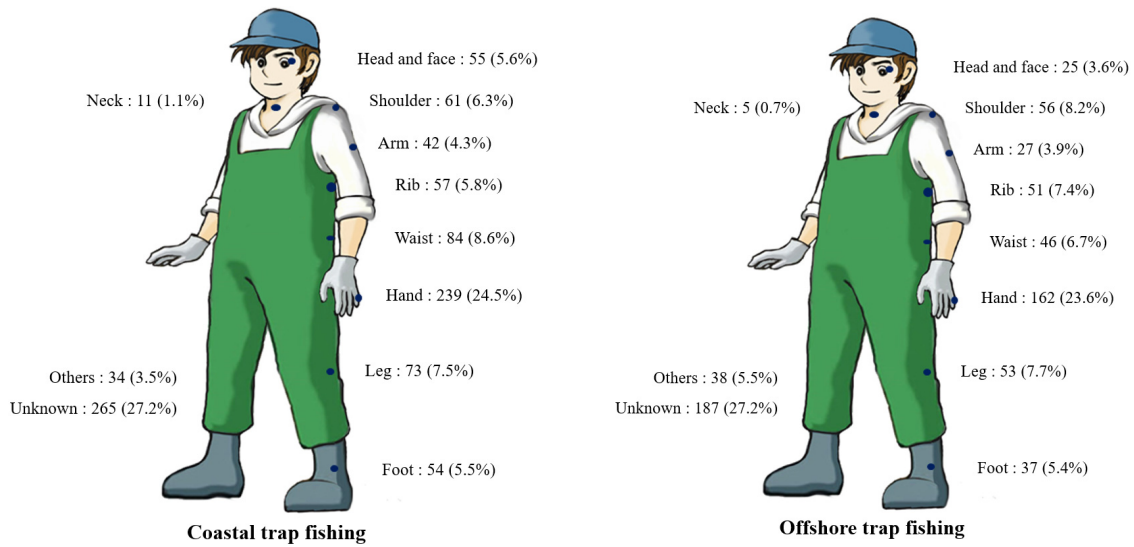 Head and face : 55 (5.6%)
Neck : 11 (1.1%)
Shoulder : 61 (6.3%)
Arm : 42 (4.3%)
Rib : 57 (5.8%)
Waist : 84 (8.6%)
Hand : 239 (24.5%)
Leg : 73 (7.5%)
Others : 34 (3.5%)
Unknown : 265 (27.2%)
Foot : 54 (5.5%)
Coastal trap fishing
Head and face : 25 (3.6%)
Neck : 5 (0.7%)
Shoulder : 56 (8.2%)
Arm : 27 (3.9%)
Rib : 51 (7.4%)
Waist : 46 (6.7%)
Hand : 162 (23.6%)
Leg : 53 (7.7%)
Others : 38 (5.5%)
Unknown : 187 (27.2%)
Foot : 37 (5.4%)
Offshore trap fishing